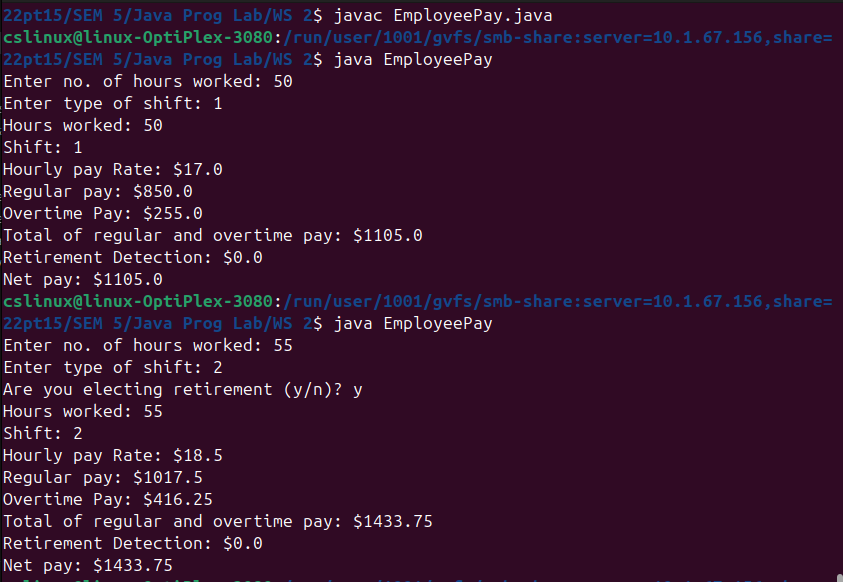 22pt15/SEM 5/Java Prog Lab/WS 2$ javac EmployeePay.java
cslinux@linux-OptiPlex-3080:/run/user/1001/gvfs/smb-share:server=10.1.67.156,share=
22pt15/SEM 5/Java Prog Lab/WS 2$ java EmployeePay
Enter no. of hours worked: 50
Enter type of shift: 1
Hours worked: 50
Shift: 1
Hourly pay Rate: $17.0
Regular pay: $850.0
Overtime Pay: $255.0
Total of regular and overtime pay: $1105.0
Retirement Detection: $0.0
Net pay: $1105.0
cslinux@linux-OptiPlex-3080:/run/user/1001/gvfs/smb-share:server=10.1.67.156,share=
22pt15/SEM 5/Java Prog Lab/WS 2$ java EmployeePay
Enter no. of hours worked: 55
Enter type of shift: 2
Are you electing retirement (y/n)? y
Hours worked: 55
Shift: 2
Hourly pay Rate: $18.5
Regular pay: $1017.5
Overtime Pay: $416.25
Total of regular and overtime pay: $1433.75
Retirement Detection: $0.0
Net pay: $1433.75